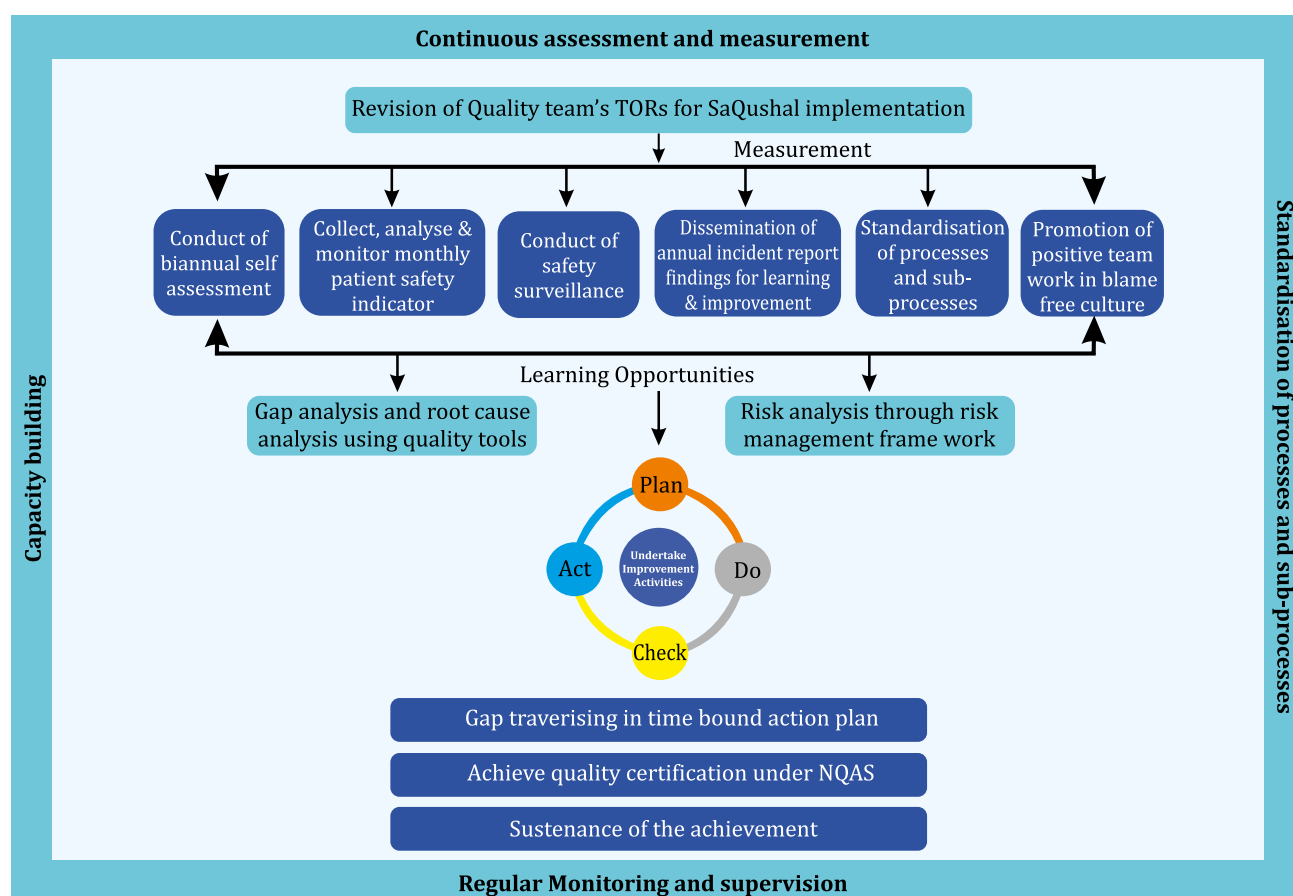 Continuous assessment and measurement
Revision of Quality team's TORs for SaQushal implementation
Measurement
Conduct of
biannual self
assessment
Collect, analyse &
monitor monthly
patient safety
indicator
Conduct of
safety
surveillance
Dissemination of
annual incident report
findings for learning
& improvement
Standardisation
of processes
and sub-
processes
Promotion of
positive team
work in blame
free culture
Learning Opportunities
Gap analysis and root cause
analysis using quality tools
Risk analysis through risk
management frame work
Plan
Act
Undertake
Improvement
Activities
Do
Check
Gap traverising in time bound action plan
Achieve quality certification under NQAS
Sustenance of the achievement
Capacity building
Standardisation of processes and sub-processes
Regular Monitoring and supervision